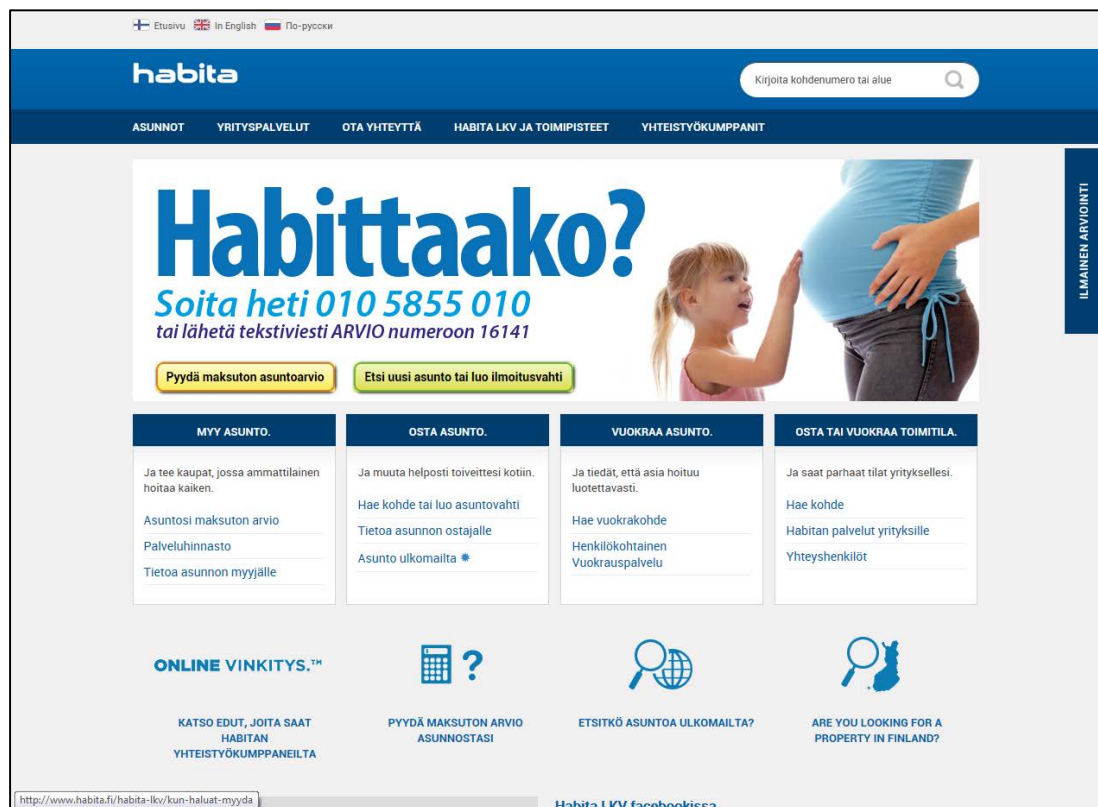 Etusivu In English По-русски
habita
Kirjoita kohdenumero tai alue
ASUNNOT YRITYSPALVELUT OTA YHTEYTTÄ HABITA LKV JA TOIMIPISTEET YHTEISTYÖKUMPPANIT
ILMAINEN ARVIOINTI
Habittaako?
Soita heti 010 5855 010
tai lähetä tekstiviesti ARVIO numeroon 16141
Pyydä maksuton asuntoarvio
Etsi uusi asunto tai luo ilmoitusvahti
MYY ASUNTO.
Ja tee kaupat, jossa ammattilainen
hoitaa kaiken.
Asuntosi maksuton arvio
Palveluhinnasto
Tietoa asunnon myyjälle
OSTA ASUNTO.
Ja muuta helposti toiveittesi kotiin.
Hae kohde tai luo asuntovahti
Tietoa asunnon ostajalle
Asunto ulkomailta ✹
VUOKRAA ASUNTO.
Ja tiedät, että asia hoituu
luotettavasti.
Hae vuokrakohde
Henkilökohtainen
Vuokrauspalvelu
OSTA TAI VUOKRAA TOIMITILA.
Ja saat parhaat tilat yrityksellesi.
Hae kohde
Habitan palvelut yrityksille
Yhteyshenkilöt
ONLINE VINKITYS.™
KATSO EDUT, JOITA SAAT
HABITAN
YHTEISTYÖKUMPPANEILTA
?
PYYDÄ MAKSUTON ARVIO
ASUNNOSTASI
ETSITKÖ ASUNTOA ULKOMAILTA?
ARE YOU LOOKING FOR A
PROPERTY IN FINLAND?
http://www.habita.fi/habita-lkv/kun-haluat-myyda
Habita LKV facebookissa